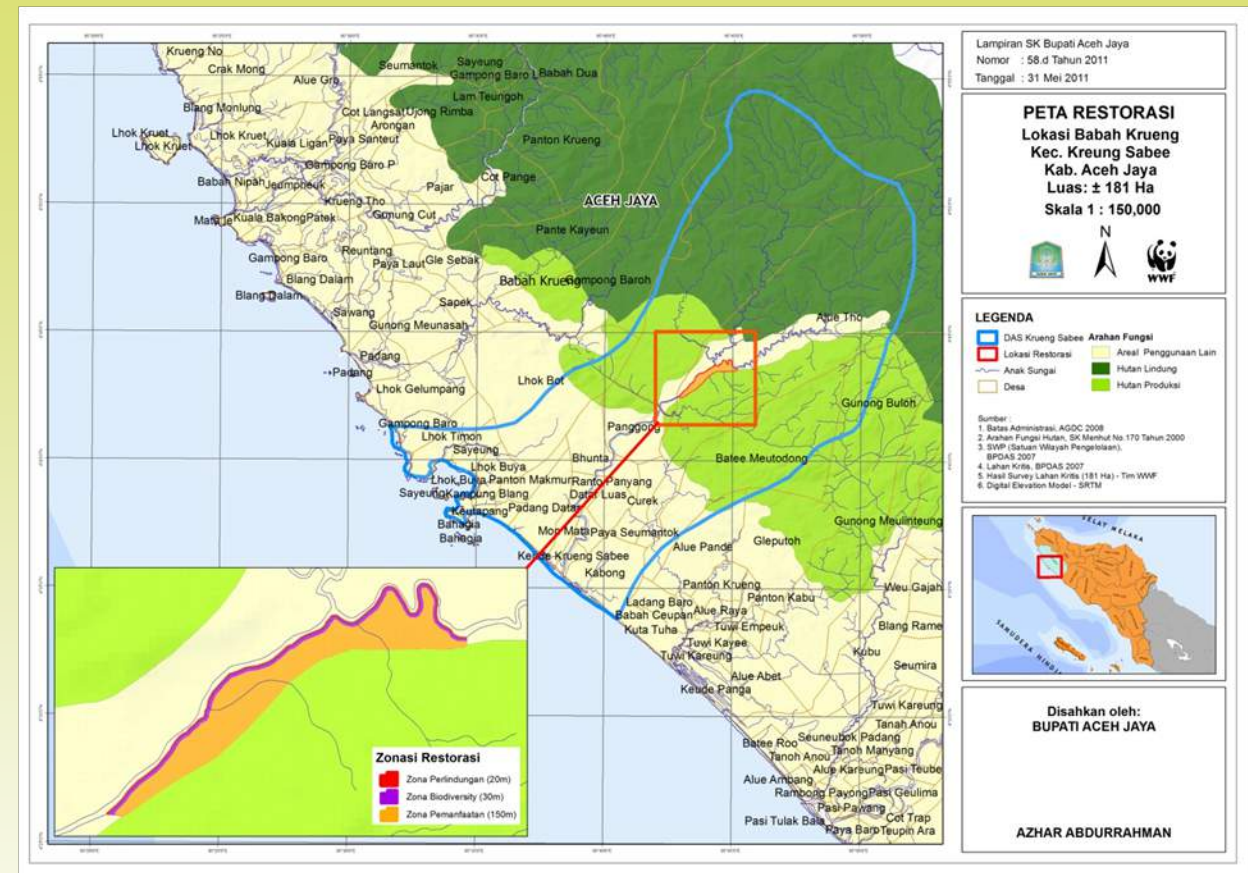 Lampiran SK Bupati Aceh Jaya
Nomor : 58.d Tahun 2011
Tanggal : 31 Mei 2011
PETA RESTORASI
Lokasi Babah Krueng
Kec. Kreung Sabee
Kab. Aceh Jaya
Luas: ± 181 Ha
Skala 1 : 150,000
N
WWF
LEGENDA
DAS Krueng Sabee
Lokasi Restorasi
Anak Sungai
Desa
Arahan Fungsi
Areal Penggunaan Lain
Hutan Lindung
Hutan Produksi
Sumber :
1. Batas Administrasi, AGDC 2008
2. Arahan Fungsi Hutan, SK Menhut No.170 Tahun 2000
3. SWP (Satuan Wilayah Pengelolaan),
BPDAS 2007
4. Lahan Kritis, BPDAS 2007
5. Hasil Survey Lahan Kritis (181 Ha) - Tim WWF
6. Digital Elevation Model - SRTM
SELAT MELAKA
SAMUDERA HINDIA
Disahkan oleh:
BUPATI ACEH JAYA
AZHAR ABDURRAHMAN
Krueng No
Crak Mong
Alue Gro
Seumantok
Sayeung
Gampong Baro L
Babah Dua
Lam Teungoh
Blang Monlung
Cot Langsat
Ujong Rimba
Arongan
Lhok Kruet
Lhok Kruet
Lhok Kruet
Kuala Ligan
Paya Santeut
Panton Krueng
Gampong Baro P
Babah Nipah
Jeumpheuk
Pajar
Cot Pange
Krueng Tho
ACEH JAYA
Kuala Bakong
Patek
Gunung Cut
Pante Kayeun
Reuntang
Gampong Baro
Paya Laut
Gle Sebak
Blang Dalam
Babah Krueng
Gampong Baroh
Blang Dalam
Sapek
Sawang
Gunong Meunasah
Alue Tho
Padang
Padang
Lhok Gelumpang
Lhok Bot
Gunong Buloh
Gampong Baro
Lhok Timon
Panggong
Sayeung
Bhunta
Batee Meutodong
Lhok Buya
Lhok Buya
Panton Makmur
Ranto Panyang
Sayeung
Kampung Blang
Datar Luas
Curek
Keutapang
Padang Datar
Bahagia
Bahagia
Mon Mata
Paya Seumantok
Gunong Meulinteung
Alue Pande
Gleputoh
Keude Krueng Sabee
Kabong
Panton Krueng
Weu Gajah
Panton Kabu
Ladang Baro
Alue Raya
Babah Ceupan
Kuta Tuha
Tuwi Empeuk
Blang Rame
Tuwi Kayee
Tuwi Kareung
Kubu
Seumira
Alue Abet
Keude Panga
Tuwi Kareung
Tanah Anou
Batee Roo
Seuneubok Padang
Tanoh Anou
Tanoh Manyang
Alue Kareung
Pasi Teube
Alue Ambang
Rambong Payong
Pasi Geulima
Pasi Pawang
Pasi Tulak Bala
Cot Trap
Paya Baro
Teupin Ara
Zonasi Restorasi
Zona Perlindungan (20m)
Zona Biodiversity (30m)
Zona Pemanfaatan (150m)